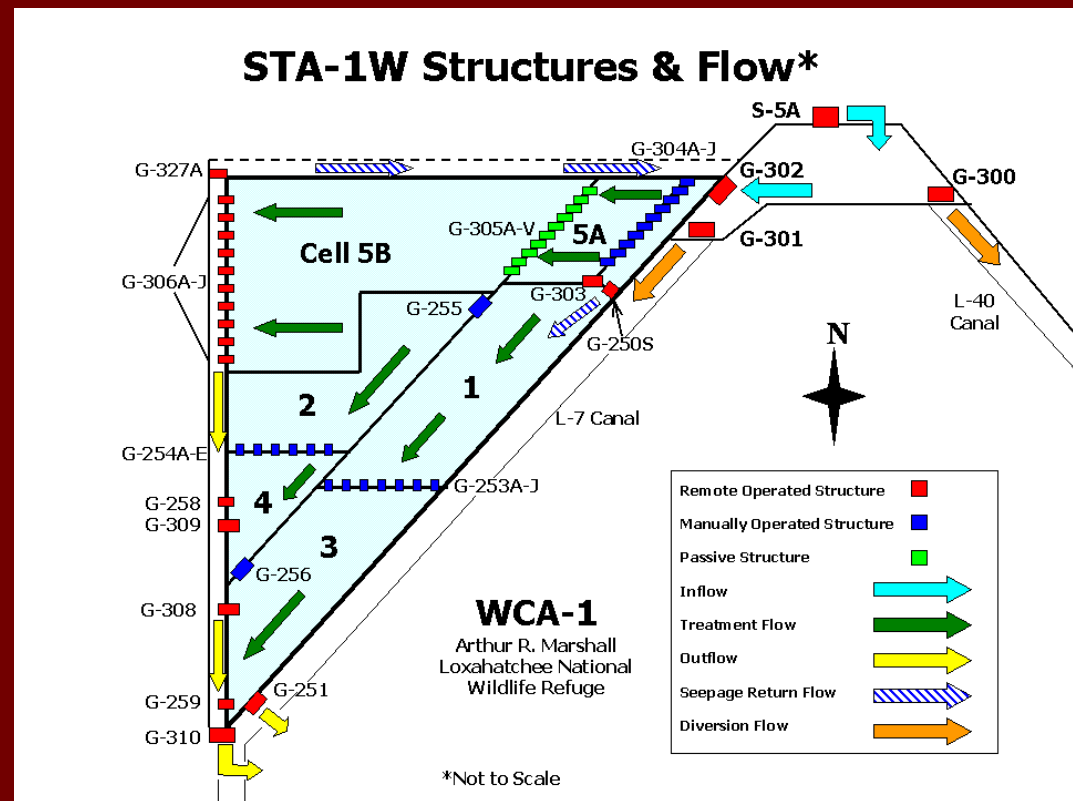 STA-1W Structures & Flow*
S-5A
G-304A-J
G-327A
G-302
G-300
G-305A-V
5A
G-301
Cell 5B
G-306A-J
G-303
G-255
L-40
Canal
G-250S
N
1
2
L-7 Canal
G-254A-E
G-253A-J
4
G-258
G-309
3
G-256
G-308
WCA-1
Arthur R. Marshall
Loxahatchee National
Wildlife Refuge
G-251
G-259
G-310
*Not to Scale
Remote Operated Structure
Manually Operated Structure
Passive Structure
Inflow
Treatment Flow
Outflow
Seepage Return Flow
Diversion Flow